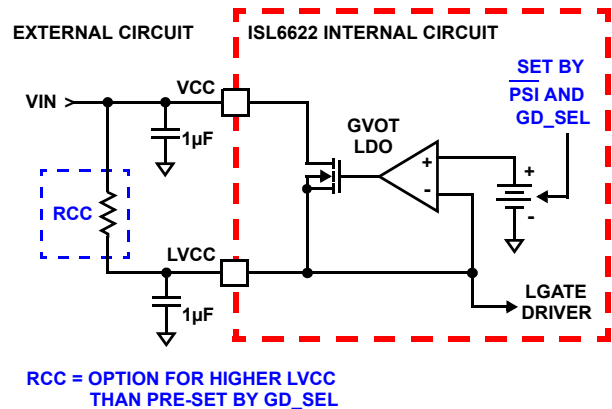 EXTERNAL CIRCUIT
ISL6622 INTERNAL CIRCUIT
SET BY
PSI AND
GD_SEL
VIN
VCC
1µF
GVOT
LDO
+
-
+
-
RCC
LVCC
1µF
LGATE
DRIVER
RCC = OPTION FOR HIGHER LVCC
THAN PRE-SET BY GD_SEL